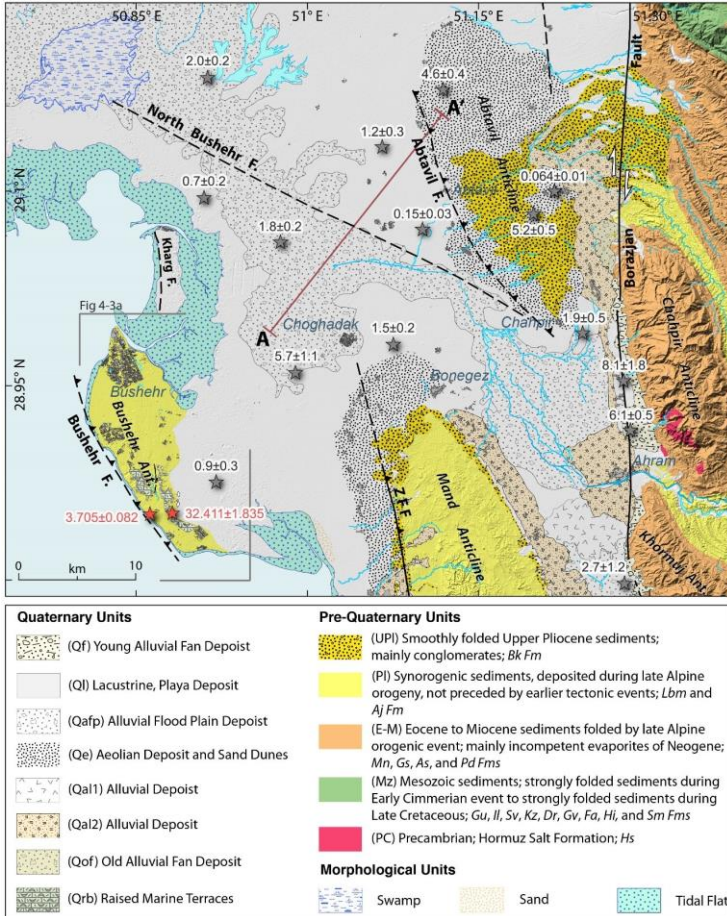 50.85° E
51° E
51.15° E
51.30° E
2.0±0.2
4.6±0.4
Fault
A'
North Bushehr F.
1.2±0.3
Abtavil
Anticline
Abtavil F.
0.064±0.01
29.1° N
0.7±0.2
0.15±0.03
5.2±0.5
1.8±0.2
Borazjan
Kharg F.
Fig 4-3a
A
Choghadak
Chahpir
1.9±0.5
Chahpir
Anticline
1.5±0.2
28.95° N
5.7±1.1
8.1±1.8
Bushehr
Bonegez
6.1±0.5
Bushehr
Ant.
Bushehr F.
Ahram
0.9±0.3
Z F F
Mand
Anticline
3.705±0.082
32.411±1.835
Khormuj Ant.
0
km
10
2.7±1.2
Quaternary Units
(Qf) Young Alluvial Fan Depoist
(Ql) Lacustrine, Playa Deposit
(Qafp) Alluvial Flood Plain Depoist
(Qe) Aeolian Deposit and Sand Dunes
(Qal1) Alluvial Depoist
(Qal2) Alluvial Deposit
(Qof) Old Alluvial Fan Deposit
(Qrb) Raised Marine Terraces
Pre-Quaternary Units
(UPl) Smoothly folded Upper Pliocene sediments;
mainly conglomerates; Bk Fm
(Pl) Synorogenic sediments, deposited during late Alpine
orogeny, not preceded by earlier tectonic events; Lbm and
Aj Fm
(E-M) Eocene to Miocene sediments folded by late Alpine
orogenic event; mainly incompetent evaporites of Neogene;
Mn, Gs, As, and Pd Fms
(Mz) Mesozoic sediments; strongly folded sediments during
Early Cimmerian event to strongly folded sediments during
Late Cretaceous; Gu, Il, Sv, Kz, Dr, Gv, Fa, Hi, and Sm Fms
(PC) Precambrian; Hormuz Salt Formation; Hs
Morphological Units
Swamp
Sand
Tidal Flat